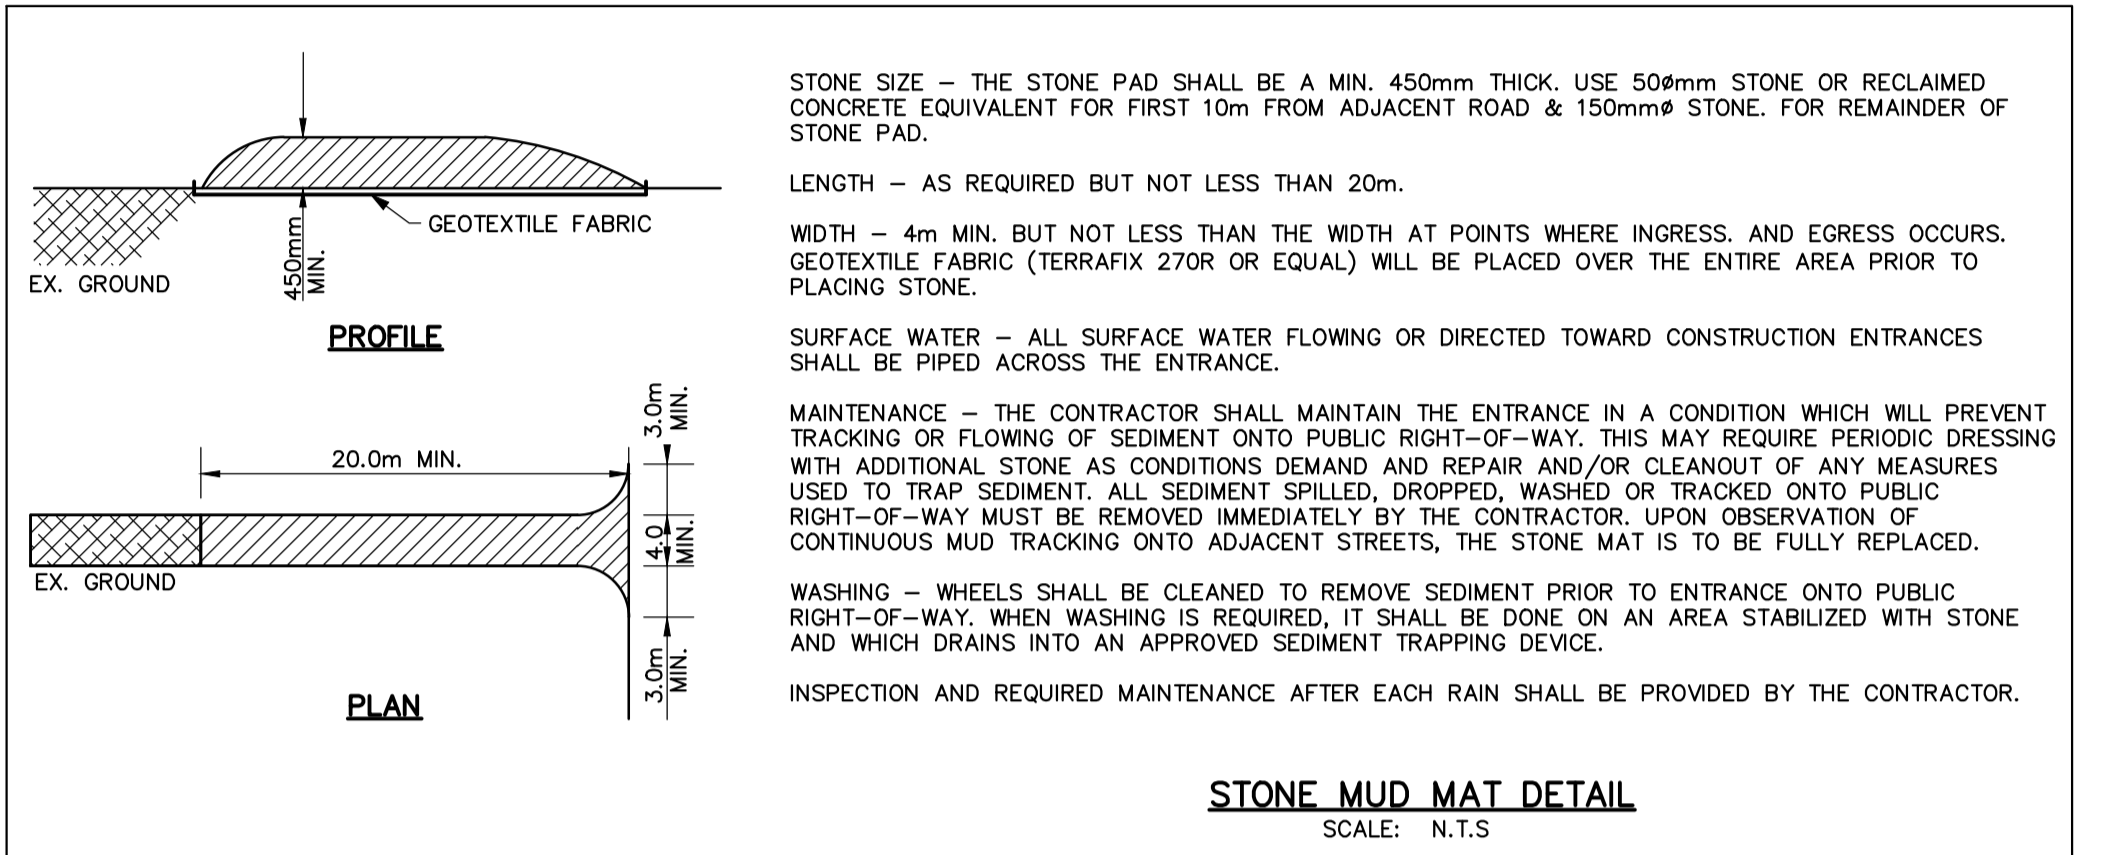 450mm
MIN.
GEOTEXTILE FABRIC
EX. GROUND
PROFILE
3.0m
MIN.
20.0m MIN.
4.0
MIN.
EX. GROUND
3.0m
MIN.
PLAN
STONE SIZE – THE STONE PAD SHALL BE A MIN. 450mm THICK. USE 50ømm STONE OR RECLAIMED
CONCRETE EQUIVALENT FOR FIRST 10m FROM ADJACENT ROAD & 150mmø STONE. FOR REMAINDER OF
STONE PAD.
LENGTH – AS REQUIRED BUT NOT LESS THAN 20m.
WIDTH – 4m MIN. BUT NOT LESS THAN THE WIDTH AT POINTS WHERE INGRESS. AND EGRESS OCCURS.
GEOTEXTILE FABRIC (TERRAFIX 270R OR EQUAL) WILL BE PLACED OVER THE ENTIRE AREA PRIOR TO
PLACING STONE.
SURFACE WATER – ALL SURFACE WATER FLOWING OR DIRECTED TOWARD CONSTRUCTION ENTRANCES
SHALL BE PIPED ACROSS THE ENTRANCE.
MAINTENANCE – THE CONTRACTOR SHALL MAINTAIN THE ENTRANCE IN A CONDITION WHICH WILL PREVENT
TRACKING OR FLOWING OF SEDIMENT ONTO PUBLIC RIGHT–OF–WAY. THIS MAY REQUIRE PERIODIC DRESSING
WITH ADDITIONAL STONE AS CONDITIONS DEMAND AND REPAIR AND/OR CLEANOUT OF ANY MEASURES
USED TO TRAP SEDIMENT. ALL SEDIMENT SPILLED, DROPPED, WASHED OR TRACKED ONTO PUBLIC
RIGHT–OF–WAY MUST BE REMOVED IMMEDIATELY BY THE CONTRACTOR. UPON OBSERVATION OF
CONTINUOUS MUD TRACKING ONTO ADJACENT STREETS, THE STONE MAT IS TO BE FULLY REPLACED.
WASHING – WHEELS SHALL BE CLEANED TO REMOVE SEDIMENT PRIOR TO ENTRANCE ONTO PUBLIC
RIGHT–OF–WAY. WHEN WASHING IS REQUIRED, IT SHALL BE DONE ON AN AREA STABILIZED WITH STONE
AND WHICH DRAINS INTO AN APPROVED SEDIMENT TRAPPING DEVICE.
INSPECTION AND REQUIRED MAINTENANCE AFTER EACH RAIN SHALL BE PROVIDED BY THE CONTRACTOR.
STONE MUD MAT DETAIL
SCALE: N.T.S